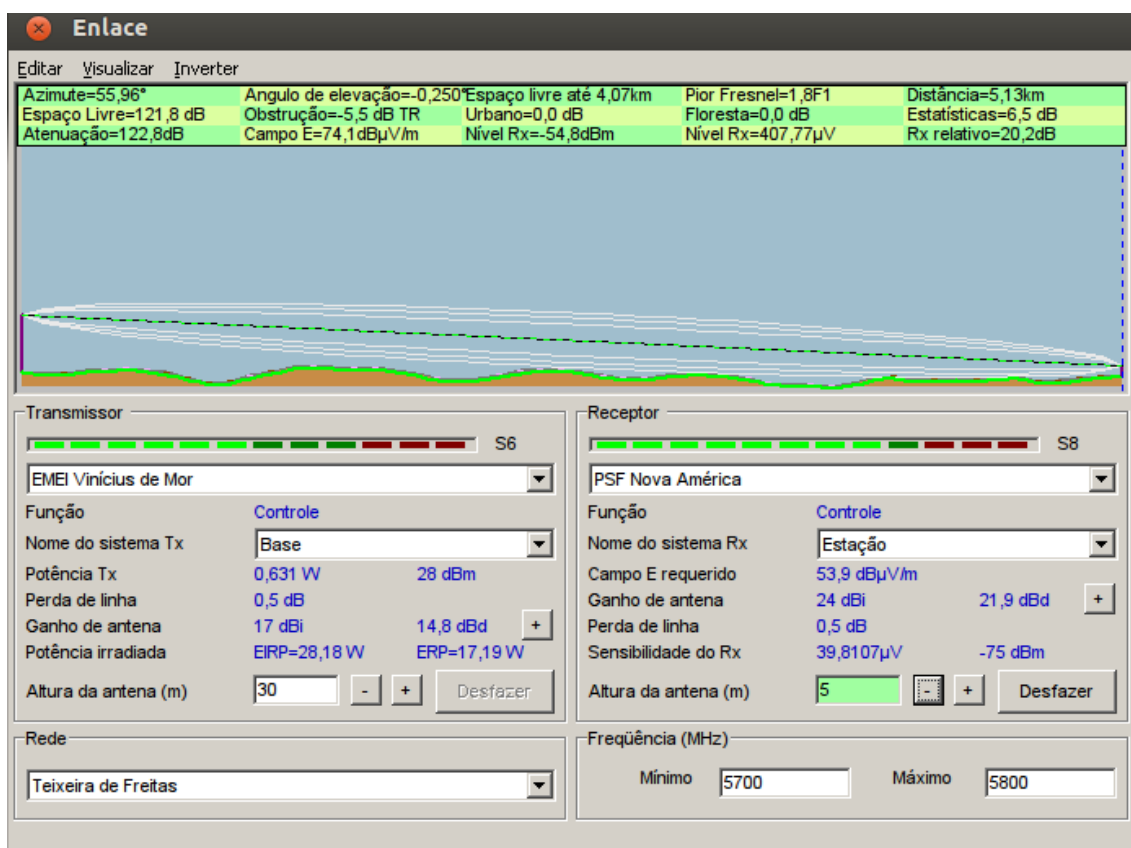 Enlace
Editar Visualizar Inverter
Azimute=55,96° Angulo de elevação=-0,250° Espaço livre até 4,07km Pior Fresnel=1,8F1 Distância=5,13km
Espaço Livre=121,8 dB Obstrução=-5,5 dB TR Urbano=0,0 dB Floresta=0,0 dB Estatísticas=6,5 dB
Atenuação=122,8dB Campo E=74,1dBµV/m Nível Rx=-54,8dBm Nível Rx=407,77µV Rx relativo=20,2dB
Transmissor
S6
EMEI Vinícius de Mor
Função Controle
Nome do sistema Tx Base
Potência Tx 0,631 W 28 dBm
Perda de linha 0,5 dB
Ganho de antena 17 dBi 14,8 dBd +
Potência irradiada EIRP=28,18 W ERP=17,19 W
Altura da antena (m) 30 - + Desfazer
Receptor
S8
PSF Nova América
Função Controle
Nome do sistema Rx Estação
Campo E requerido 53,9 dBµV/m
Ganho de antena 24 dBi 21,9 dBd +
Perda de linha 0,5 dB
Sensibilidade do Rx 39,8107µV -75 dBm
Altura da antena (m) 5 - + Desfazer
Rede
Teixeira de Freitas
Freqüência (MHz)
Mínimo 5700 Máximo 5800